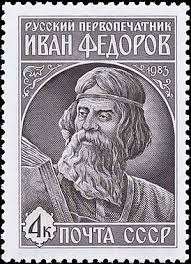 РУССКИЙ ПЕРВОПЕЧАТНИК
ИВАН ФЕДОРОВ
1983
4к ПОЧТА СССР